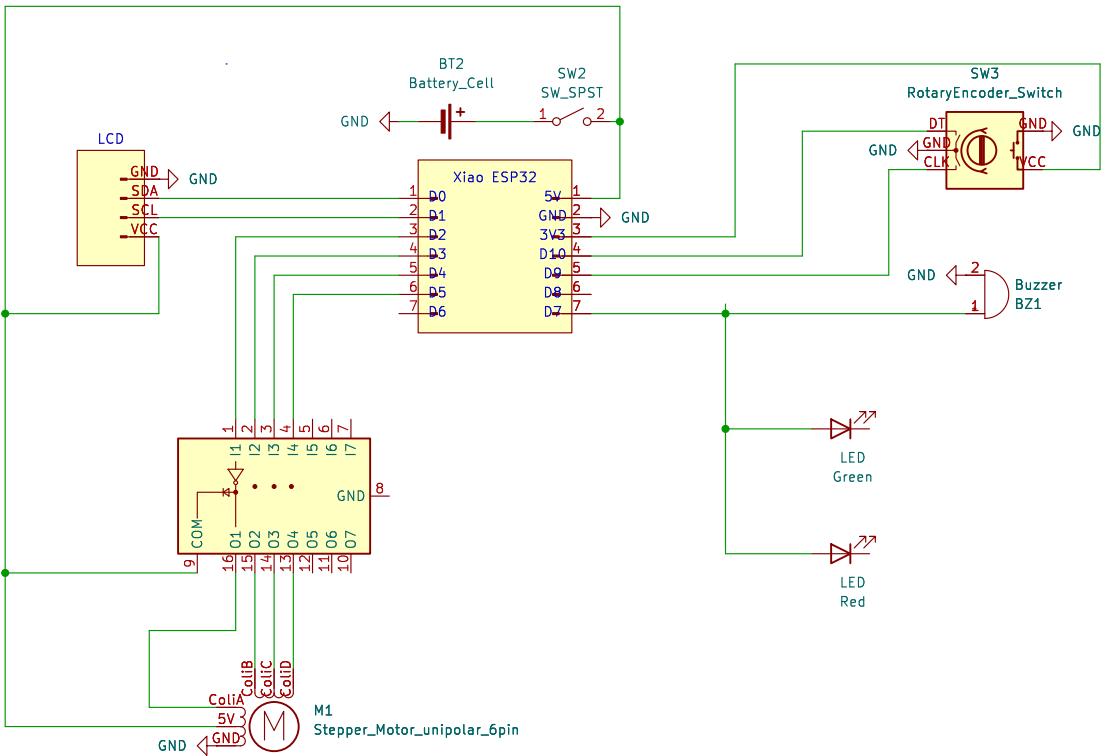 BT2
Battery_Cell
SW2
SW_SPST
GND
+
1
2
SW3
RotaryEncoder_Switch
DT
GND
CLK
GND
VCC
GND
GND
LCD
GND
SDA
SCL
VCC
GND
Xiao ESP32
1 D0
2 D1
3 D2
4 D3
5 D4
6 D5
7 D6
5V 1
GND 2
3V3 3
D10 4
D9 5
D8 6
D7 7
GND
GND
2
1
Buzzer
BZ1
LED
Green
LED
Red
1 2 3 4 5 6 7
I1 I2 I3 I4 I5 I6 I7
GND 8
COM O1 O2 O3 O4 O5 O6 O7
9 16 15 14 13 12 11 10
ColiB ColiC ColiD
ColiA
5V
GND
GND
M
M1
Stepper_Motor_unipolar_6pin